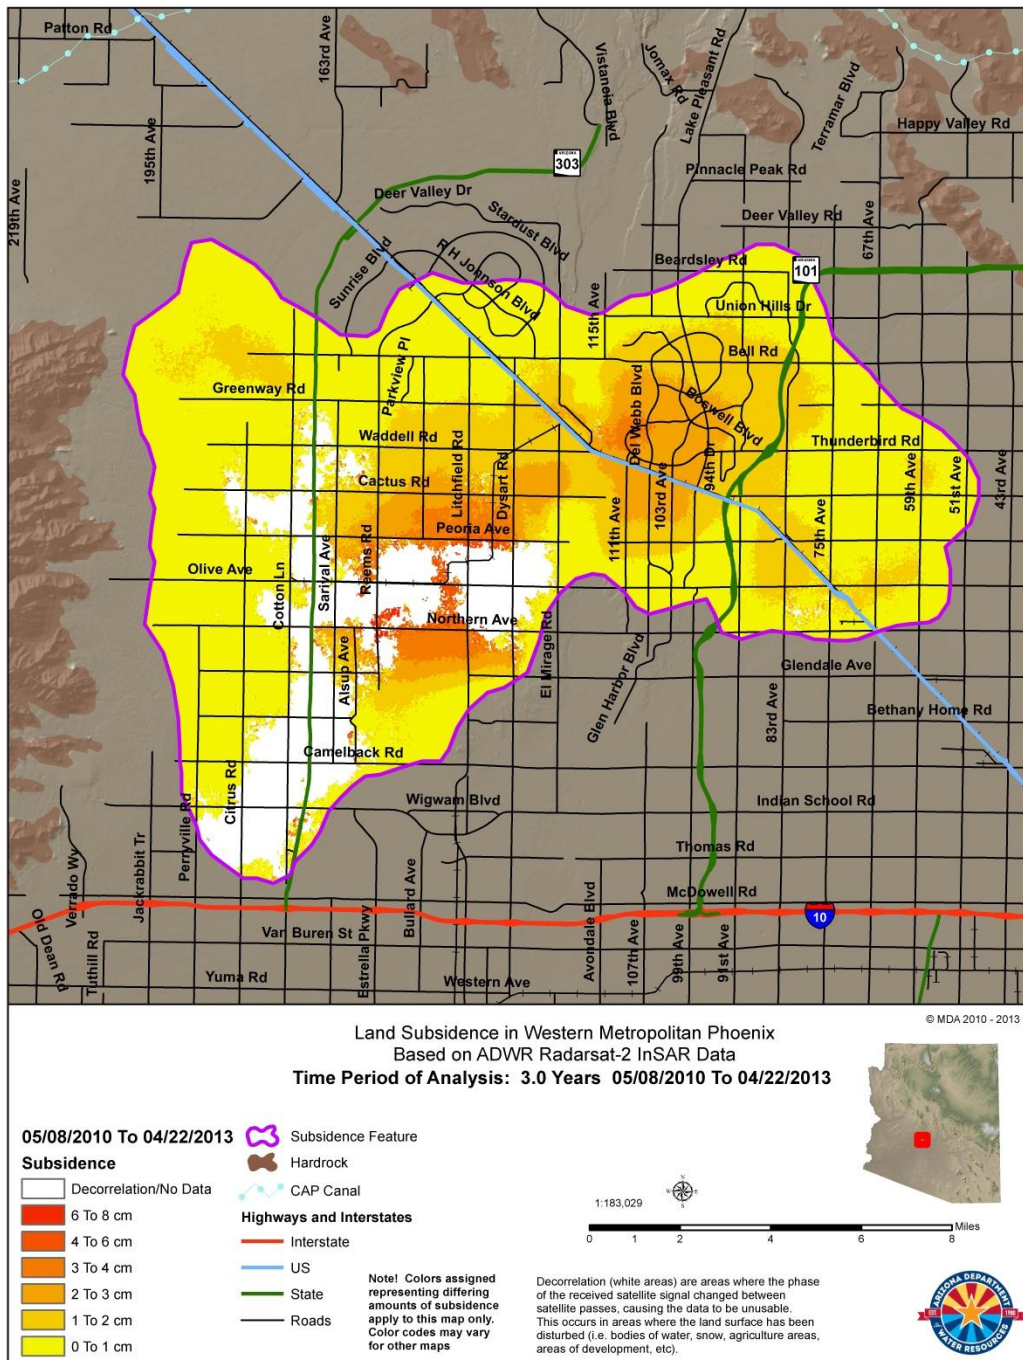 Patton Rd
163rd Ave
Vistancia Blvd
Jomax Rd
Lake Pleasant Rd
Terramar Blvd
Happy Valley Rd
195th Ave
ARIZONA
303
Pinnacle Peak Rd
219th Ave
Deer Valley Dr
Stardust Blvd
Deer Valley Rd
67th Ave
Sunrise Blvd
R H Johnson Blvd
Beardsley Rd
ARIZONA
101
115th Ave
Union Hills Dr
Parkview Pl
Bell Rd
Greenway Rd
Del Webb Blvd
Boswell Blvd
Waddell Rd
Litchfield Rd
Dysart Rd
94th Dr
Thunderbird Rd
Cactus Rd
103rd Ave
59th Ave
51st Ave
43rd Ave
Peoria Ave
111th Ave
75th Ave
Olive Ave
Cotton Ln
Sarival Ave
Reems Rd
Northern Ave
El Mirage Rd
Glen Harbor Blvd
Alsup Ave
Glendale Ave
83rd Ave
Bethany Home Rd
Camelback Rd
Citrus Rd
Perryville Rd
Wigwam Blvd
Indian School Rd
Verrado Wy
Jackrabbit Tr
Thomas Rd
Bullard Ave
McDowell Rd
Old Dean Rd
Tuthill Rd
Van Buren St
Estrella Pkwy
Avondale Blvd
107th Ave
99th Ave
91st Ave
10
Yuma Rd
Western Ave
© MDA 2010 - 2013
Land Subsidence in Western Metropolitan Phoenix
Based on ADWR Radarsat-2 InSAR Data
Time Period of Analysis: 3.0 Years 05/08/2010 To 04/22/2013
05/08/2010 To 04/22/2013
Subsidence
Decorrelation/No Data
6 To 8 cm
4 To 6 cm
3 To 4 cm
2 To 3 cm
1 To 2 cm
0 To 1 cm
Subsidence Feature
Hardrock
CAP Canal
Highways and Interstates
Interstate
US
State
Roads
Note! Colors assigned
representing differing
amounts of subsidence
apply to this map only.
Color codes may vary
for other maps
1:183,029
N
W
E
S
Miles
0 1 2 4 6 8
Decorrelation (white areas) are areas where the phase
of the received satellite signal changed between
satellite passes, causing the data to be unusable.
This occurs in areas where the land surface has been
disturbed (i.e. bodies of water, snow, agriculture areas,
areas of development, etc).
ARIZONA DEPARTMENT
of WATER RESOURCES
EST. 1980